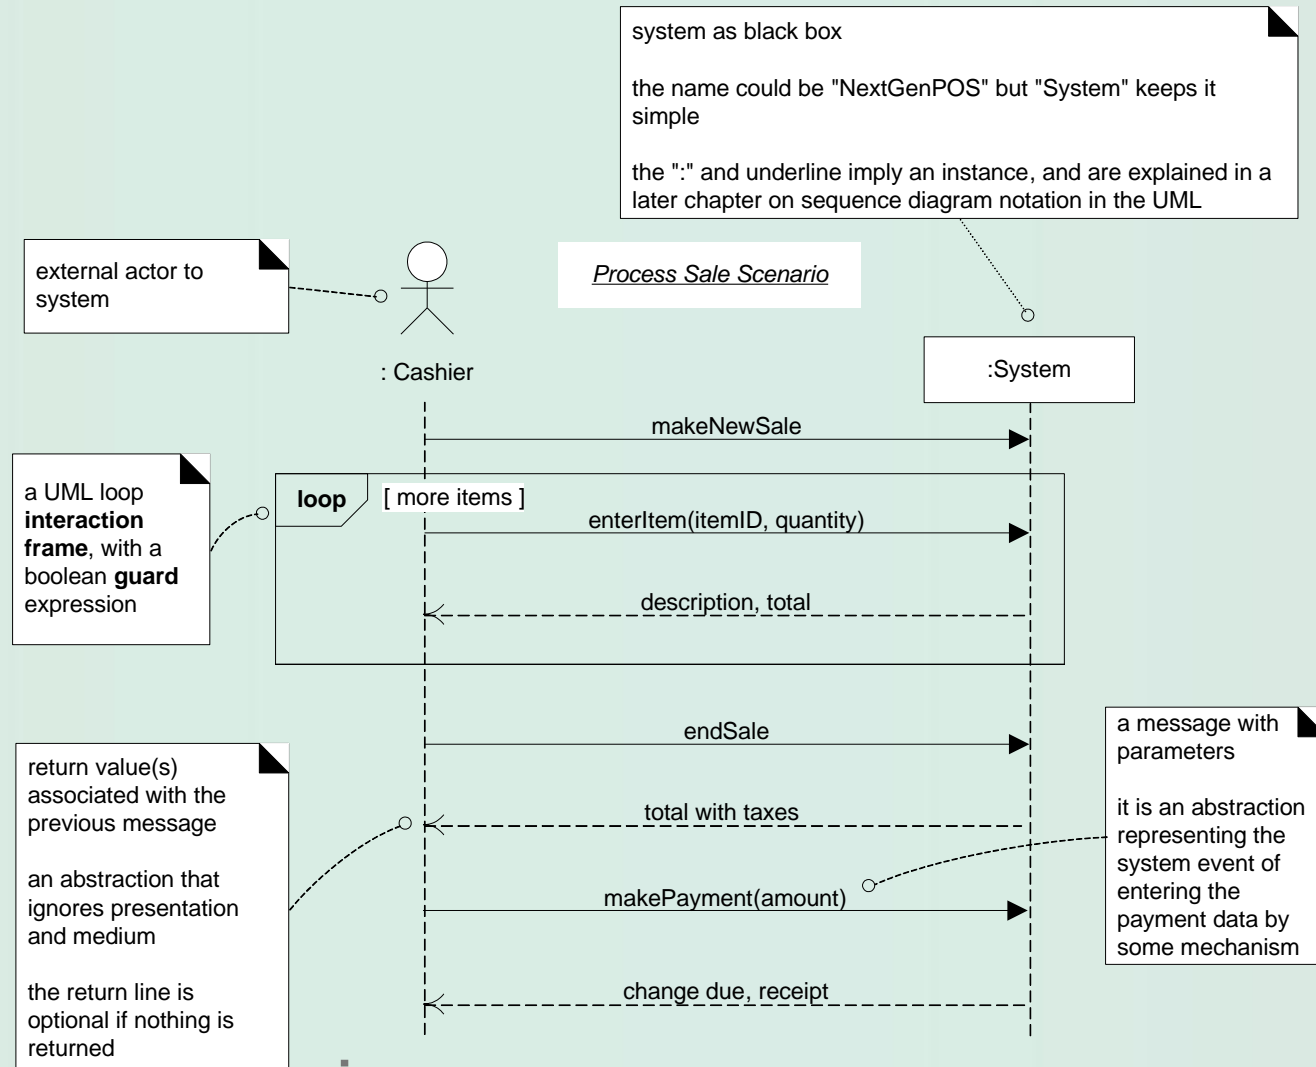 system as black box
the name could be "NextGenPOS" but "System" keeps it
simple
the ":" and underline imply an instance, and are explained in a
later chapter on sequence diagram notation in the UML
external actor to
system
Process Sale Scenario
: Cashier
:System
makeNewSale
a UML loop
interaction
frame, with a
boolean guard
expression
loop
[ more items ]
enterItem(itemID, quantity)
description, total
endSale
a message with
parameters
it is an abstraction
representing the
system event of
entering the
payment data by
some mechanism
return value(s)
associated with the
previous message
an abstraction that
ignores presentation
and medium
the return line is
optional if nothing is
returned
total with taxes
makePayment(amount)
change due, receipt